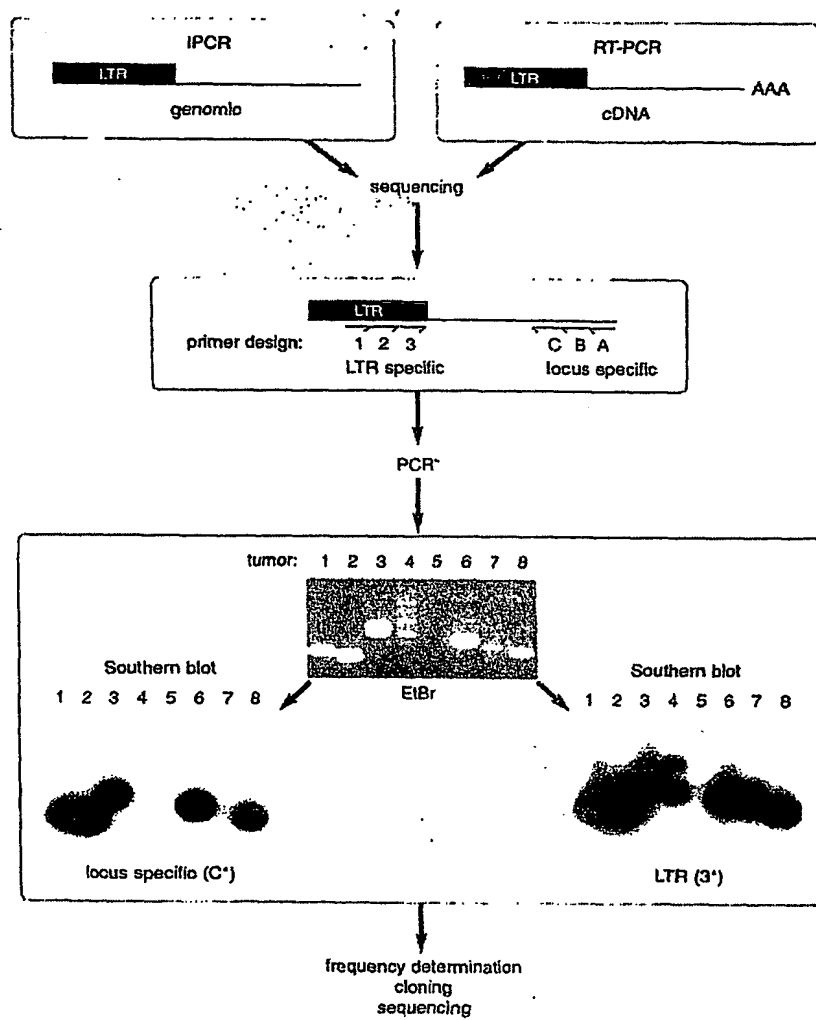 IPCR
LTR
genomic
RT-PCR
LTR
AAA
cDNA
sequencing
LTR
primer design:
1 2 3
C B A
LTR specific
locus specific
PCR
tumor: 1 2 3 4 5 6 7 8
EtBr
Southern blot
1 2 3 4 5 6 7 8
locus specific (C*)
Southern blot
1 2 3 4 5 6 7 8
LTR (3*)
frequency determination
cloning
sequencing